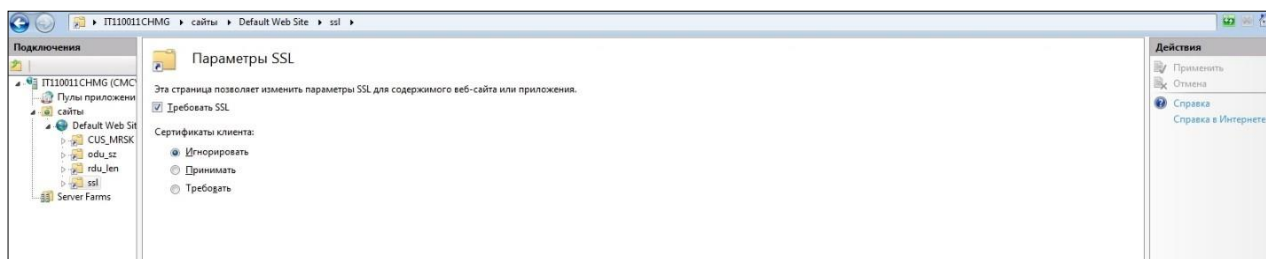 IT110011CHMG ▸ сайты ▸ Default Web Site ▸ ssl ▸
Подключения
IT110011CHMG (CMC
Пулы приложени
сайты
Default Web Sit
CUS_MRSK
odu_sz
rdu_len
ssl
Server Farms
Параметры SSL
Эта страница позволяет изменить параметры SSL для содержимого веб-сайта или приложения.
Требовать SSL
Сертификаты клиента:
Игнорировать
Принимать
Требовать
Действия
Применить
Отмена
Справка
Справка в Интернете